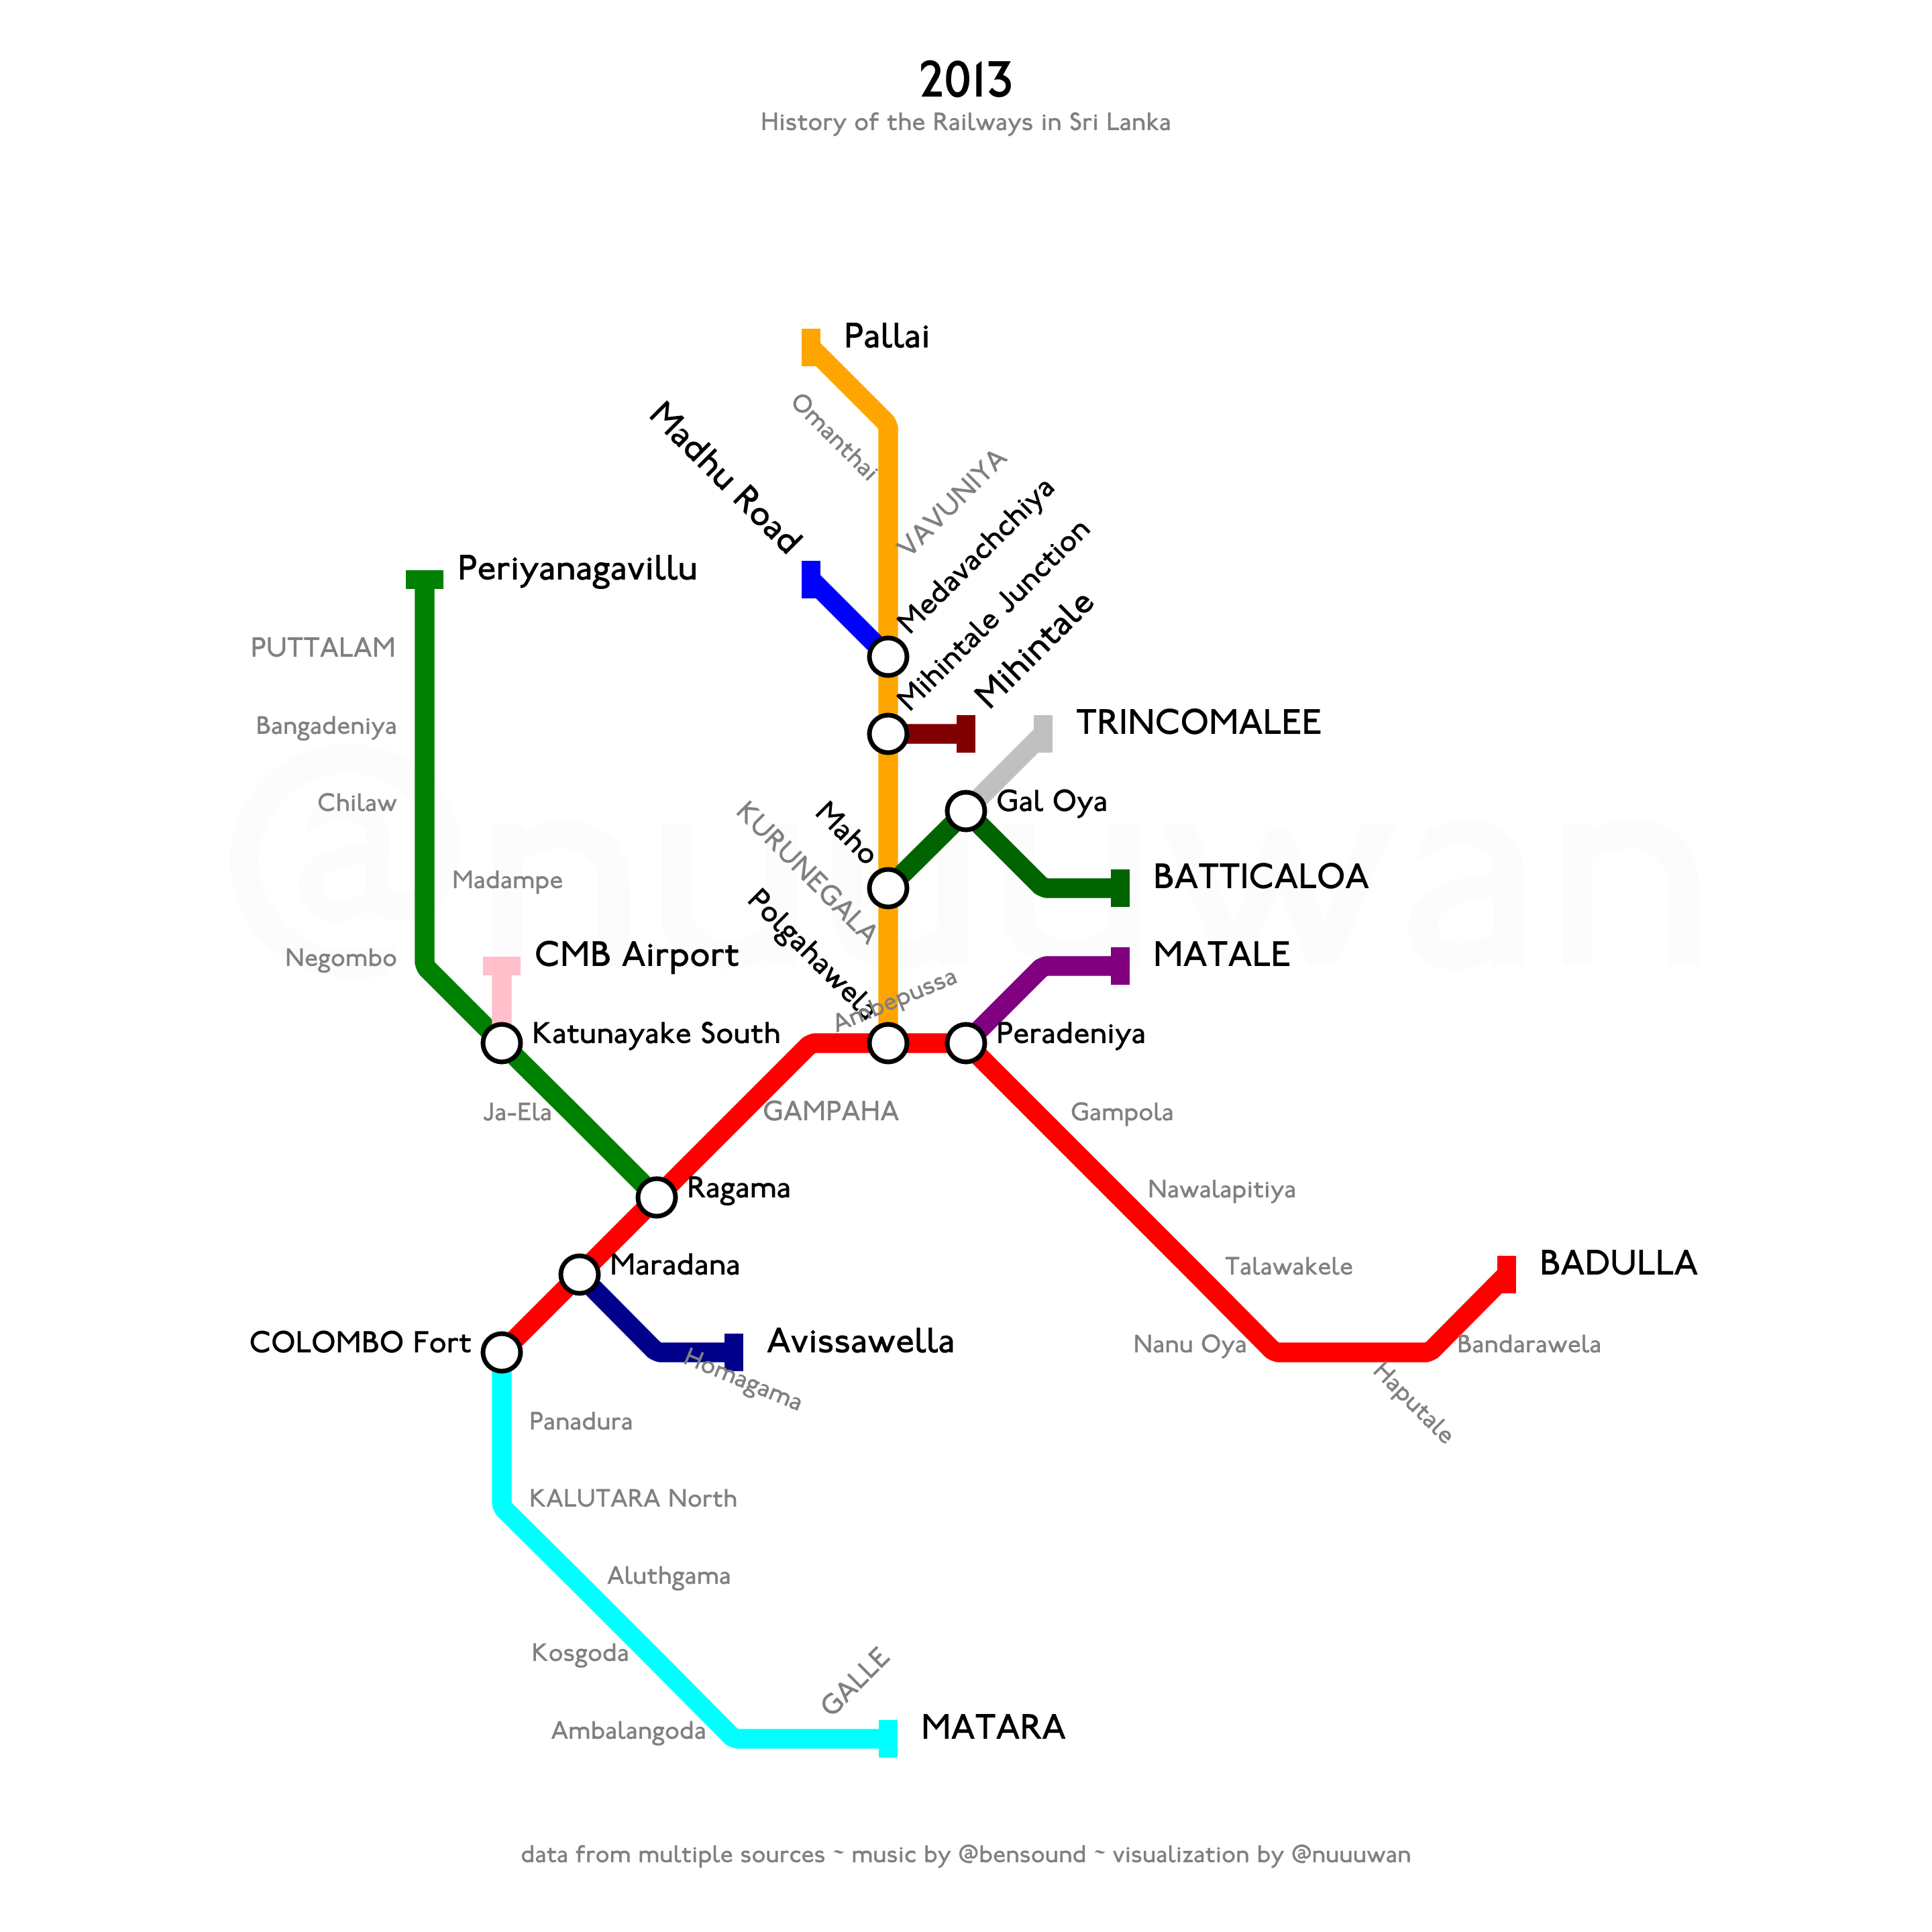 2013
History of the Railways in Sri Lanka
Pallai
Omanthai
Madhu Road
VAVUNIYA
Medavachchiya
Mihintale Junction
Mihintale
Periyanagavillu
PUTTALAM
Bangadeniya
TRINCOMALEE
Chilaw
Maho
Gal Oya
KURUNEGALA
@nuuuwan
Madampe
BATTICALOA
Polgahawela
Negombo
CMB Airport
MATALE
Ambepussa
Katunayake South
Peradeniya
Ja-Ela
GAMPAHA
Gampola
Ragama
Nawalapitiya
Maradana
Talawakele
BADULLA
COLOMBO Fort
Avissawella
Homagama
Nanu Oya
Haputale
Bandarawela
Panadura
KALUTARA North
Aluthgama
Kosgoda
GALLE
Ambalangoda
MATARA
data from multiple sources ~ music by @bensound ~ visualization by @nuuuwan